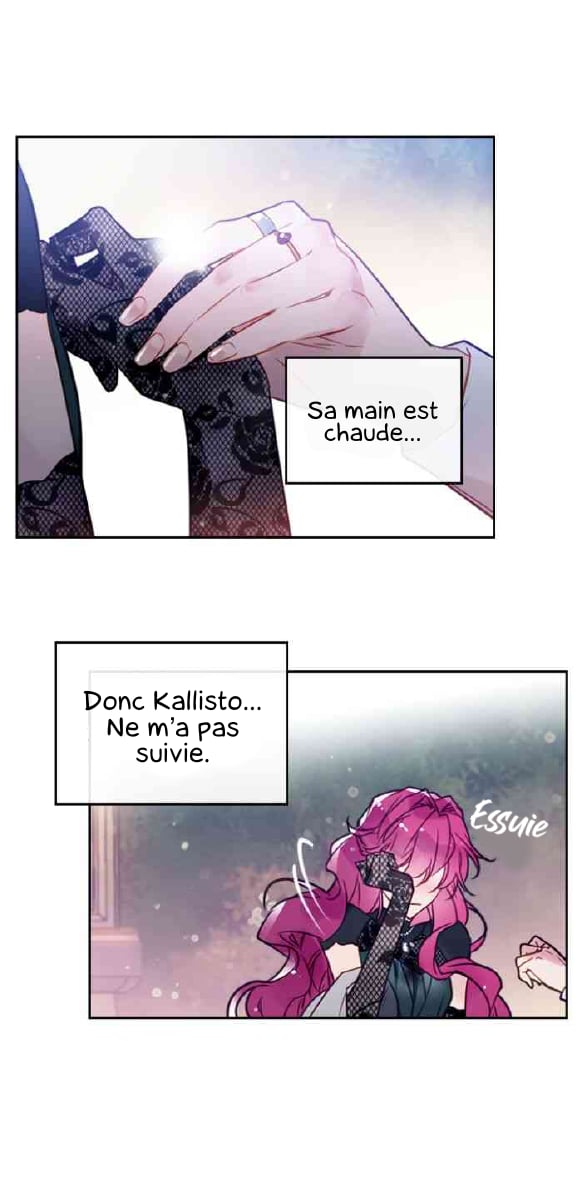 Sa main est
chaude...
Donc Kallisto...
Ne m'a pas
suivie.
Essuie